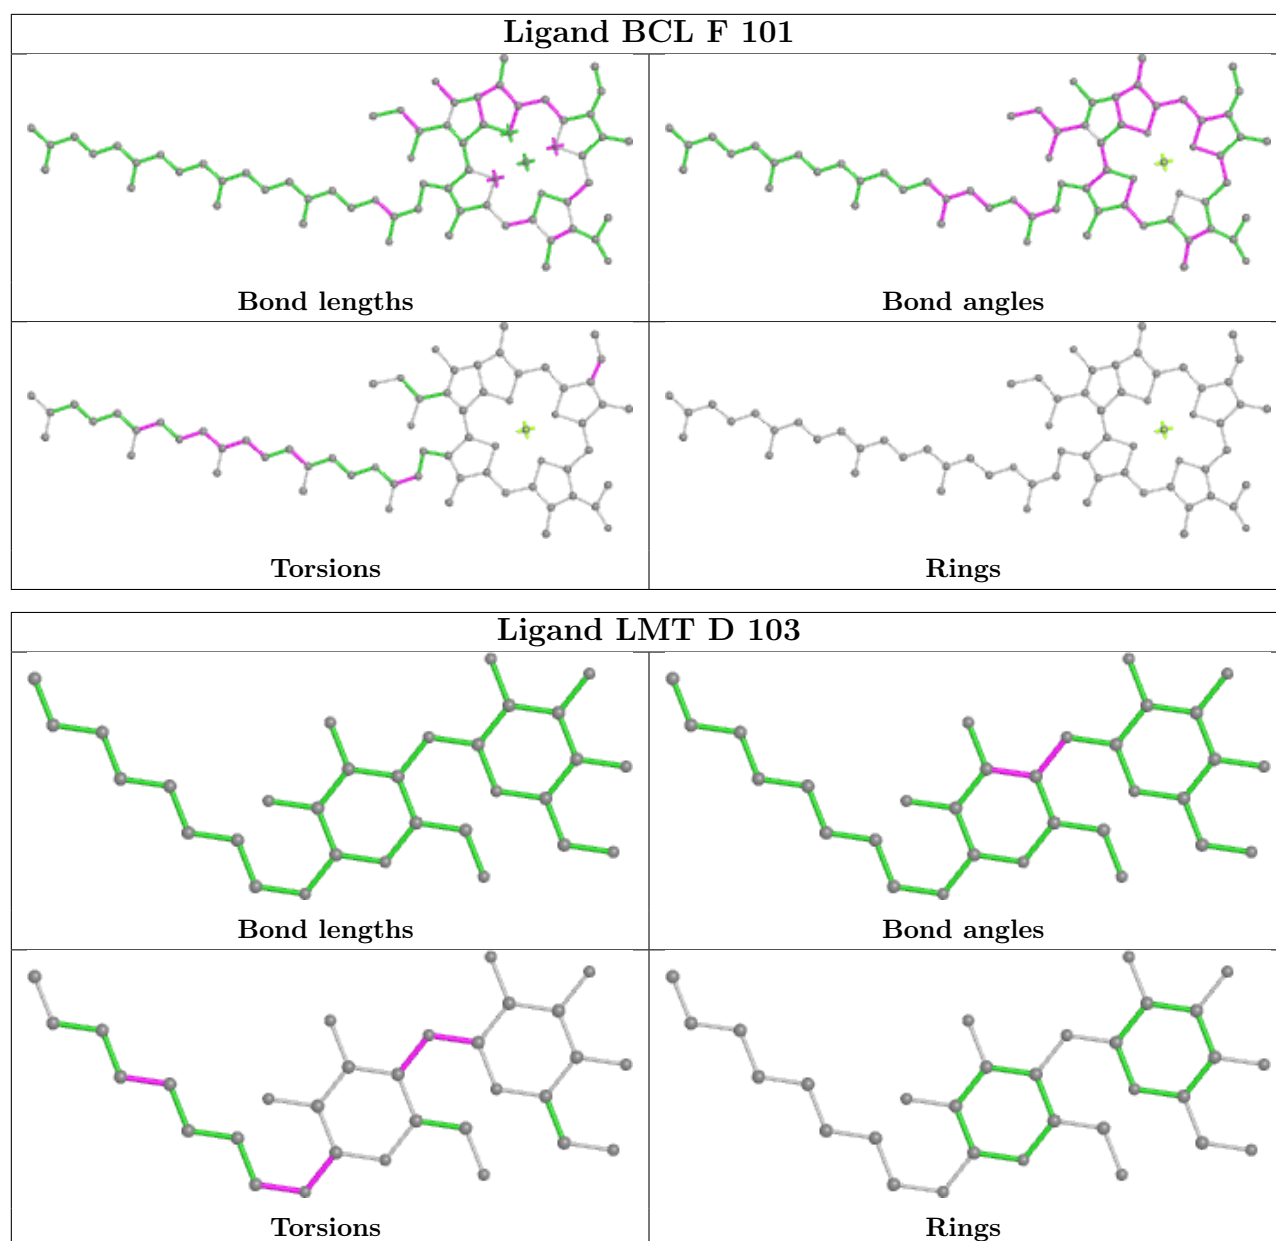 Ligand BCL F 101
Bond lengths
Bond angles
Torsions
Rings
Ligand LMT D 103
Bond lengths
Bond angles
Torsions
Rings